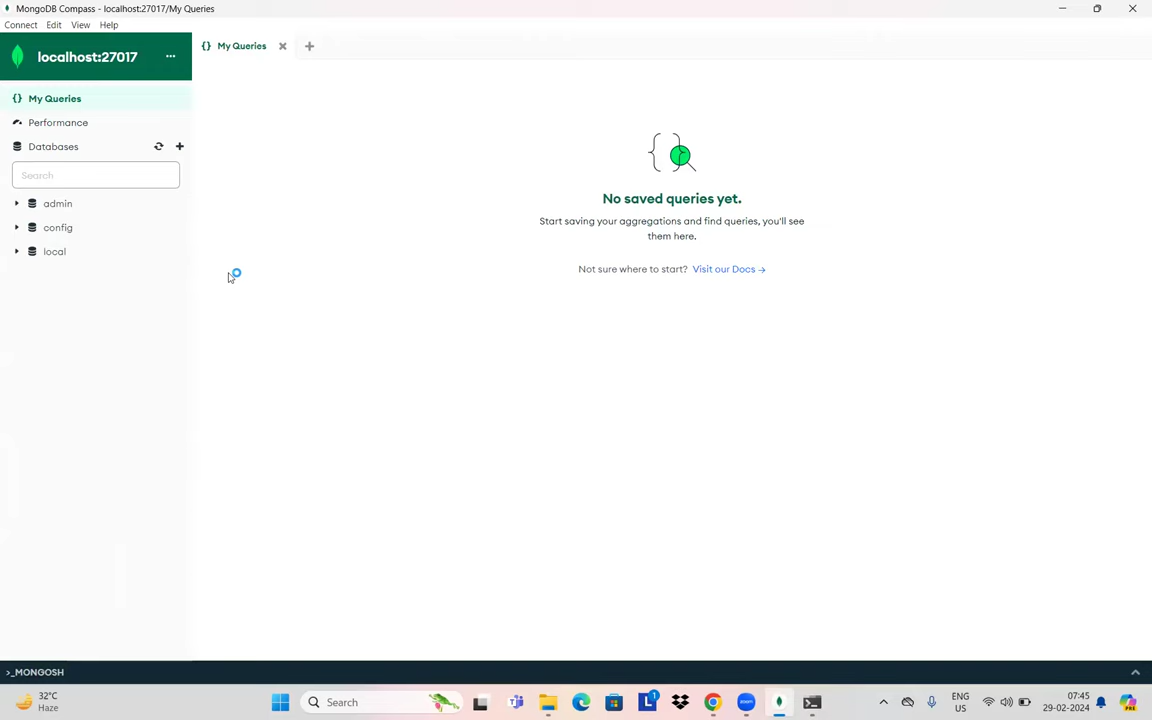 MongoDB Compass - localhost:27017/My Queries
Connect Edit View Help
localhost:27017 ...
{} My Queries
{} My Queries
Performance
Databases
Search
admin
config
local
No saved queries yet.
Start saving your aggregations and find queries, you'll see
them here.
Not sure where to start? Visit our Docs →
>_MONGOSH
32°C
Haze
Search
L
1
zoom
ENG
US
07:45
29-02-2024
PRE